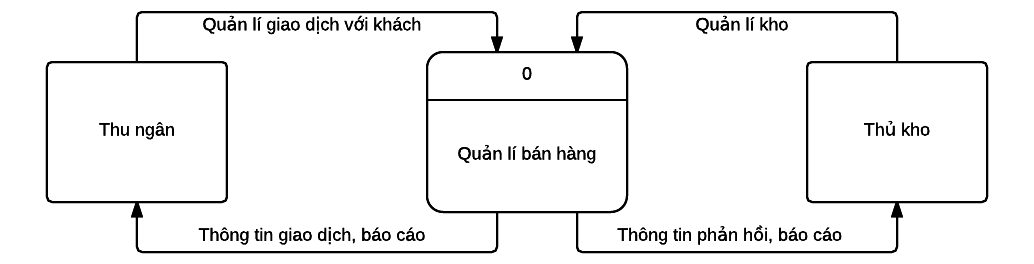 Quản lí giao dịch với khách
Quản lí kho
0
Thu ngân
Quản lí bán hàng
Thủ kho
Thông tin giao dịch, báo cáo
Thông tin phản hồi, báo cáo